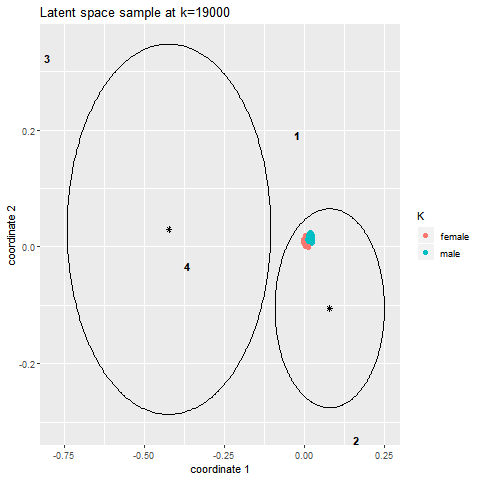 Latent space sample at k=19000
3
0.2
1
coordinate 2
0.0
4
-0.2
2
-0.75
-0.50
-0.25
0.00
0.25
coordinate 1
K
female
male